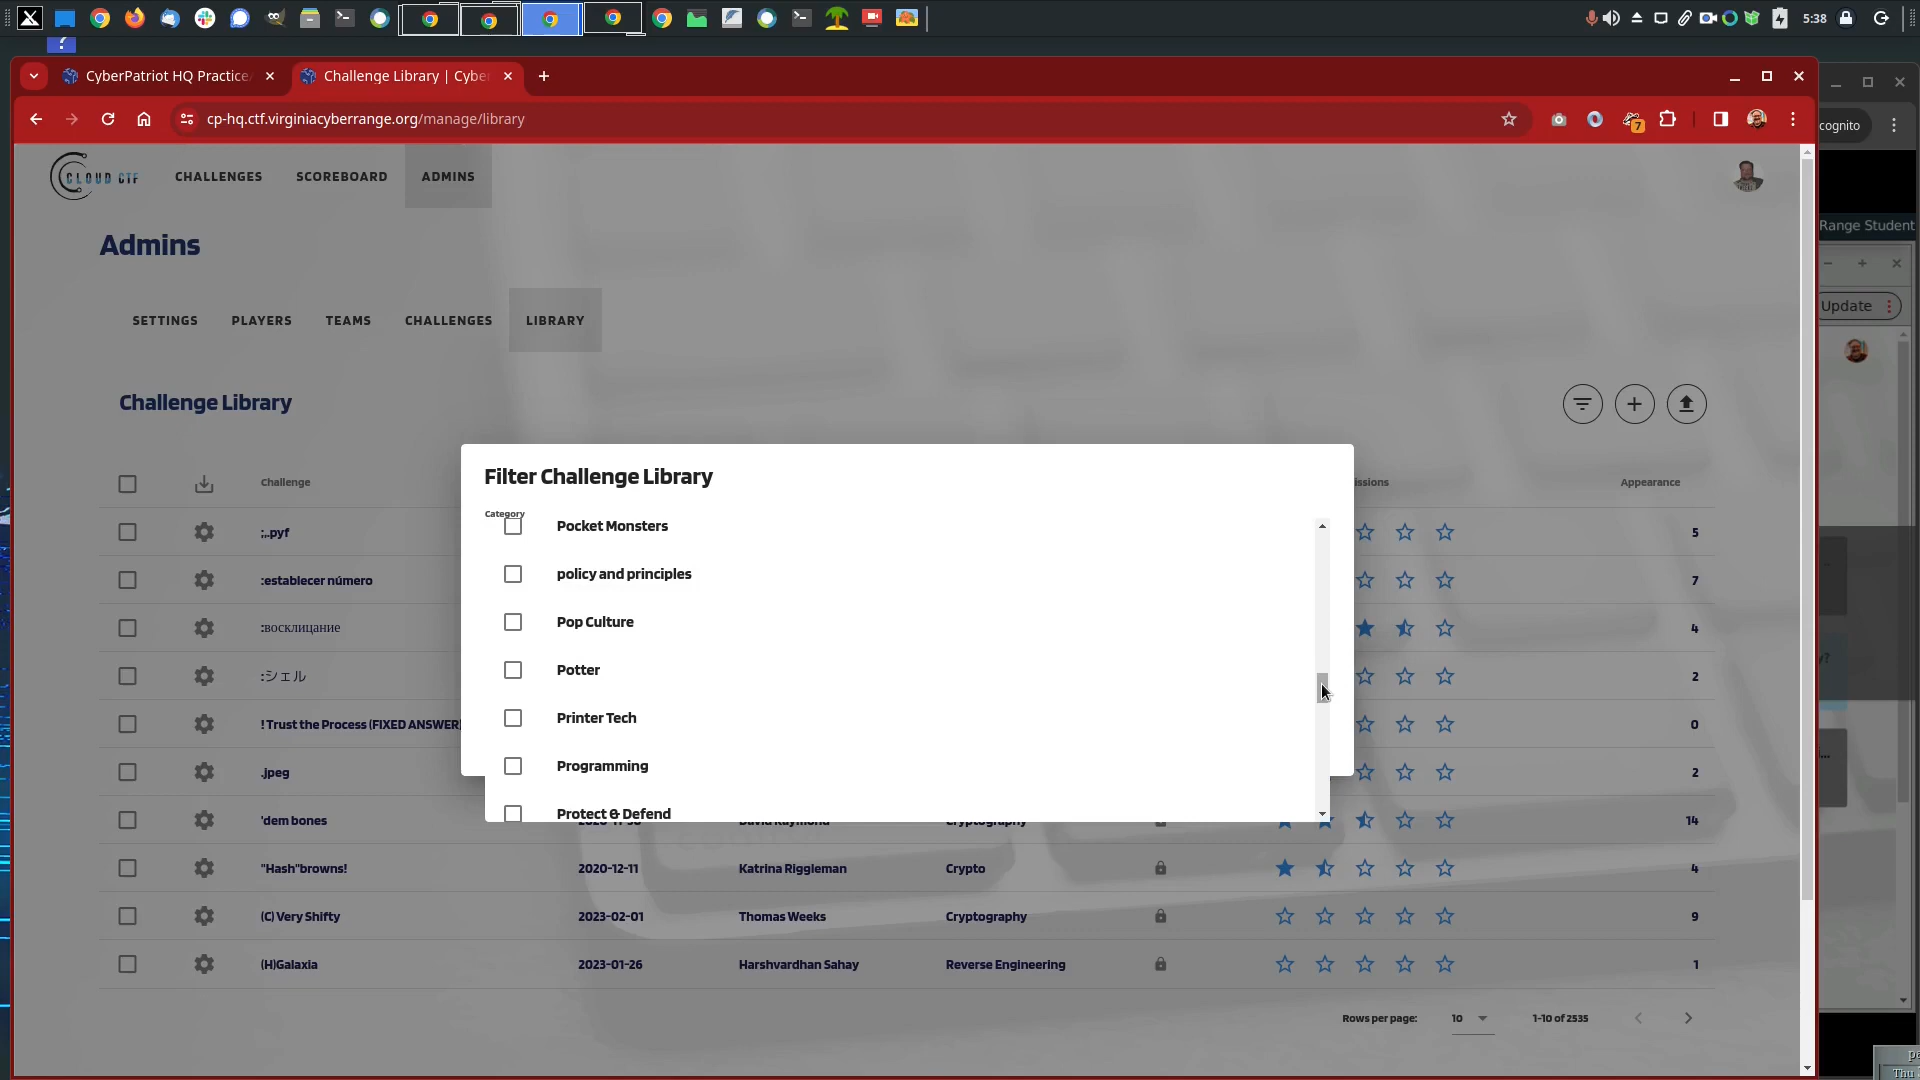 5:38
?
CyberPatriot HQ Practice
Challenge Library | Cybe
cp-hq.ctf.virginiacyberrange.org/manage/library
7
cognito
CLOUD CTF
CHALLENGES
SCOREBOARD
ADMINS
Range Student
Admins
SETTINGS
PLAYERS
TEAMS
CHALLENGES
LIBRARY
Update
Challenge Library
Filter Challenge Library
Category
Pocket Monsters
policy and principles
Pop Culture
Potter
Printer Tech
Programming
Protect & Defend
Challenge
issions
Appearance
;,.pyf
5
:establecer número
7
:восклицание
4
:シェル
2
! Trust the Process (FIXED ANSWER)
0
.jpeg
2
'dem bones
David Raymond
Cryptography
14
"Hash"browns!
2020-12-11
Katrina Riggleman
Crypto
4
(C) Very Shifty
2023-02-01
Thomas Weeks
Cryptography
9
(H)Galaxia
2023-01-26
Harshvardhan Sahay
Reverse Engineering
1
Rows per page:
10
1-10 of 2535
pa
Thu